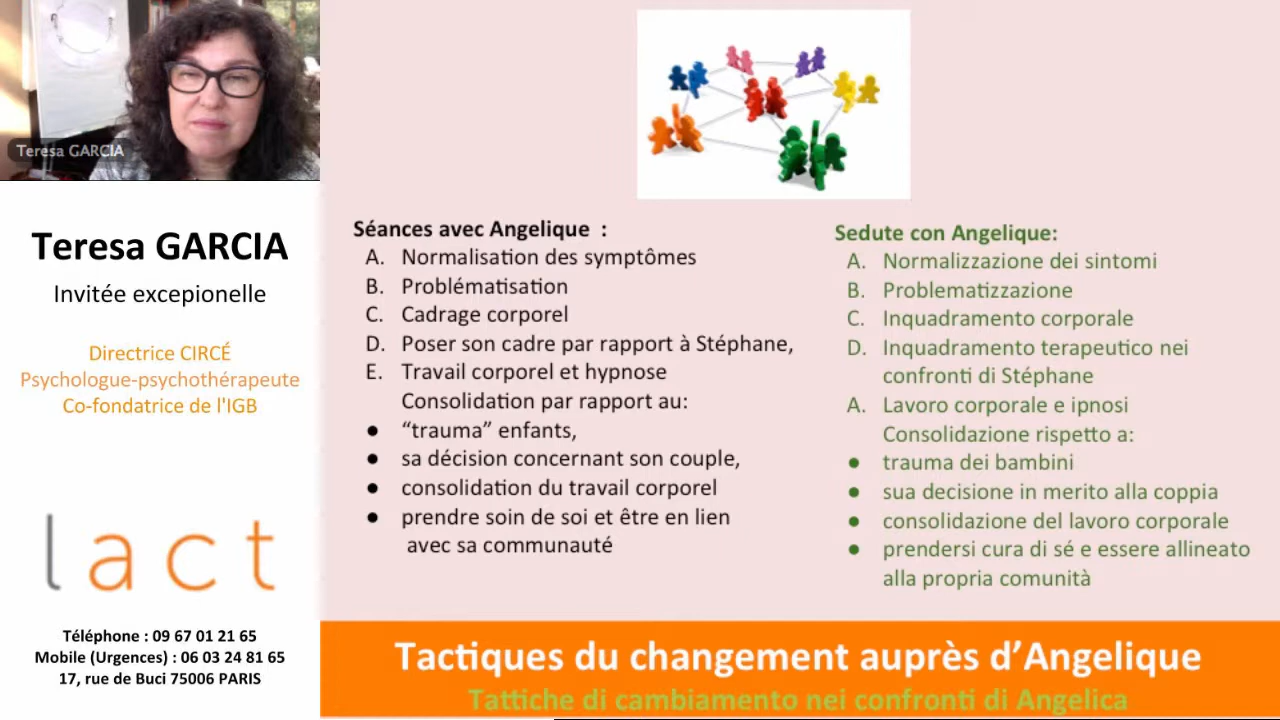 Teresa GARCIA
Teresa GARCIA
Invitée excepionelle
Directrice CIRCÉ
Psychologue-psychothérapeute
Co-fondatrice de l'IGB
lact
Téléphone : 09 67 01 21 65
Mobile (Urgences) : 06 03 24 81 65
17, rue de Buci 75006 PARIS
Séances avec Angelique :
A. Normalisation des symptômes
B. Problématisation
C. Cadrage corporel
D. Poser son cadre par rapport à Stéphane,
E. Travail corporel et hypnose
Consolidation par rapport au:
● “trauma” enfants,
● sa décision concernant son couple,
● consolidation du travail corporel
● prendre soin de soi et être en lien
avec sa communauté
Sedute con Angelique:
A. Normalizzazione dei sintomi
B. Problematizzazione
C. Inquadramento corporale
D. Inquadramento terapeutico nei
confronti di Stéphane
A. Lavoro corporale e ipnosi
Consolidazione rispetto a:
● trauma dei bambini
● sua decisione in merito alla coppia
● consolidazione del lavoro corporale
● prendersi cura di sé e essere allineato
alla propria comunità
Tactiques du changement auprès d’Angelique
Tattiche di cambiamento nei confronti di Angelica